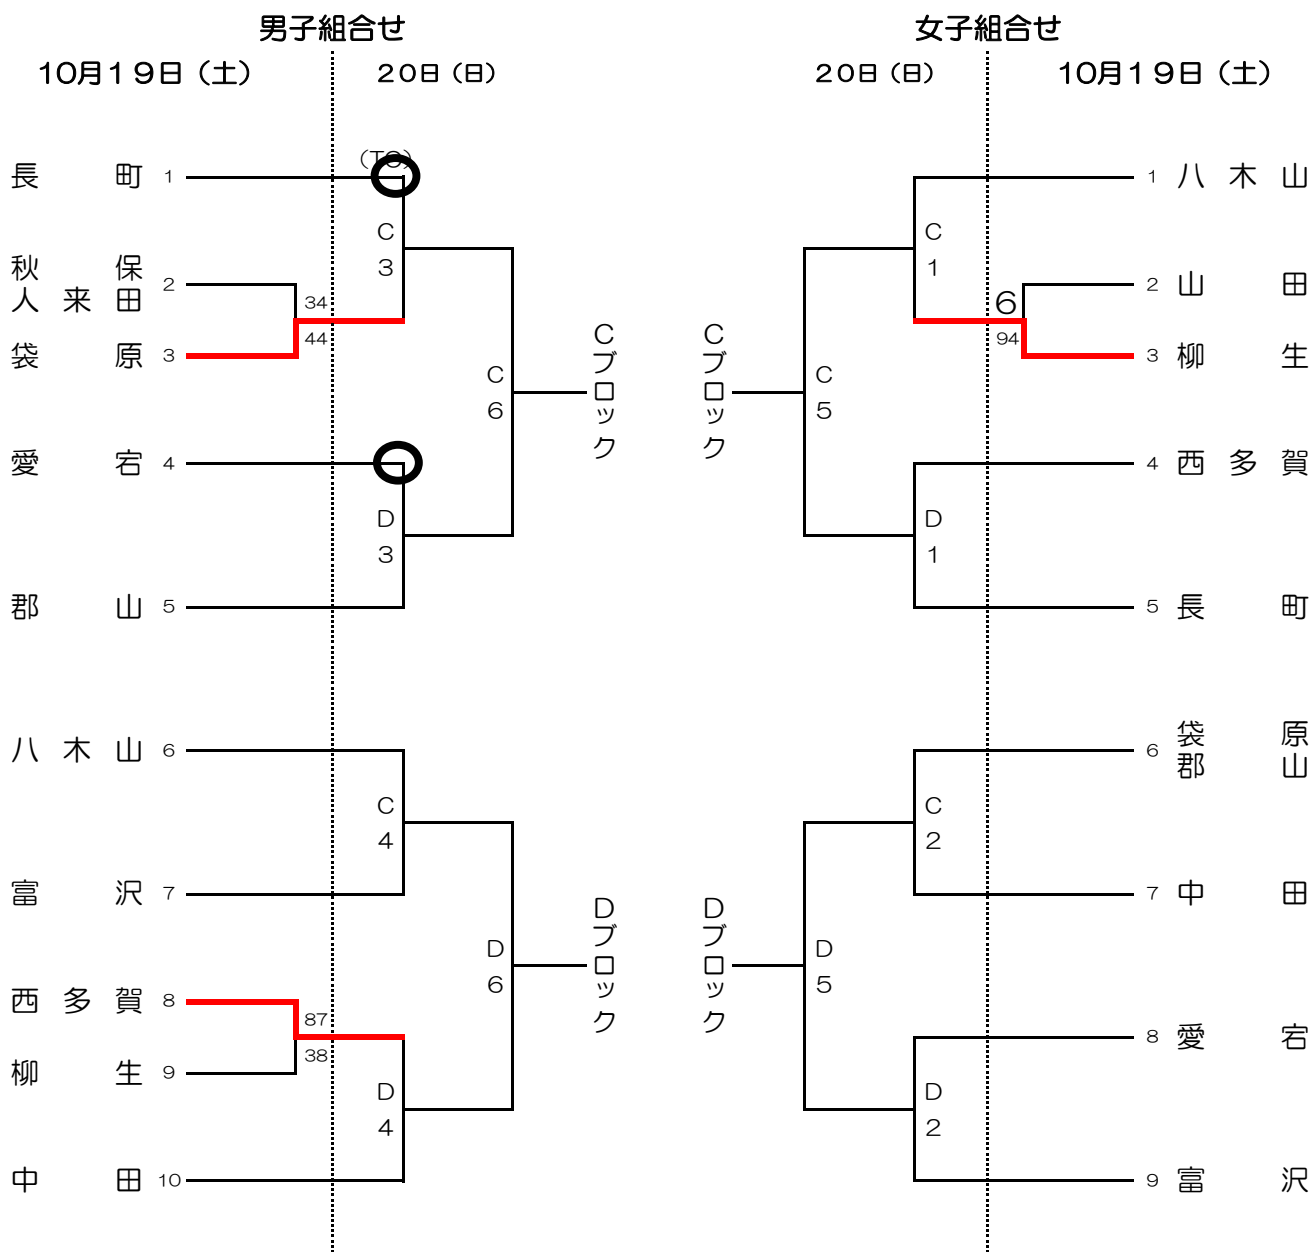 男子組合せ
10月19日（土）
20日（日）
長町 1
(TO)
C
3
秋保
人来田 2
34
44
袋原 3
C
6
Cブロック
愛宕 4
D
3
郡山 5
八木山 6
C
4
富沢 7
D
6
Dブロック
西多賀 8
87
38
柳生 9
D
4
中田 10
女子組合せ
20日（日）
10月19日（土）
1 八木山
C
1
2 山田
6
94
3 柳生
Cブロック
C
5
4 西多賀
D
1
5 長町
6 袋原
郡山
C
2
7 中田
Dブロック
D
5
8 愛宕
D
2
9 富沢